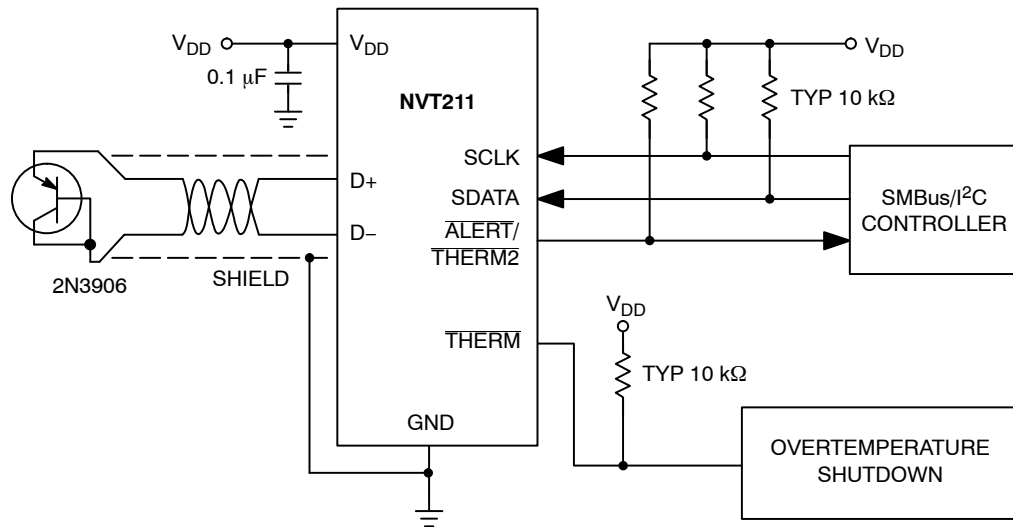 V_DD
V_DD
0.1 μF
NVT211
V_DD
TYP 10 kΩ
SCLK
SDATA
ALERT/
THERM2
D+
D−
SHIELD
2N3906
SMBus/I²C
CONTROLLER
V_DD
THERM
TYP 10 kΩ
GND
OVERTEMPERATURE
SHUTDOWN